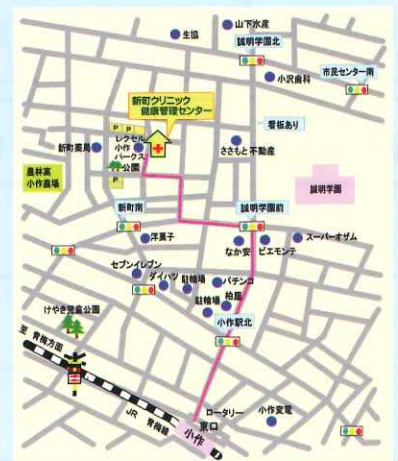 生協
山下水産
誠明学園北
小沢歯科
市民センター南
新町クリニック
健康管理センター
看板あり
P P
レクセル
小作
パークス
新町薬局
ささもと不動産
P
公園
農林高
小作農場
誠明学園
新町南
誠明学園前
洋菓子
なか安
ピエモンテ
スーパーオザム
セブンイレブン
ダイハツ
駐輪場
パチンコ
駐輪場
柏屋
けやき児童公園
小作駅北
至 青梅方面
JR 青梅線
ロータリー
東口
小作
小作変電